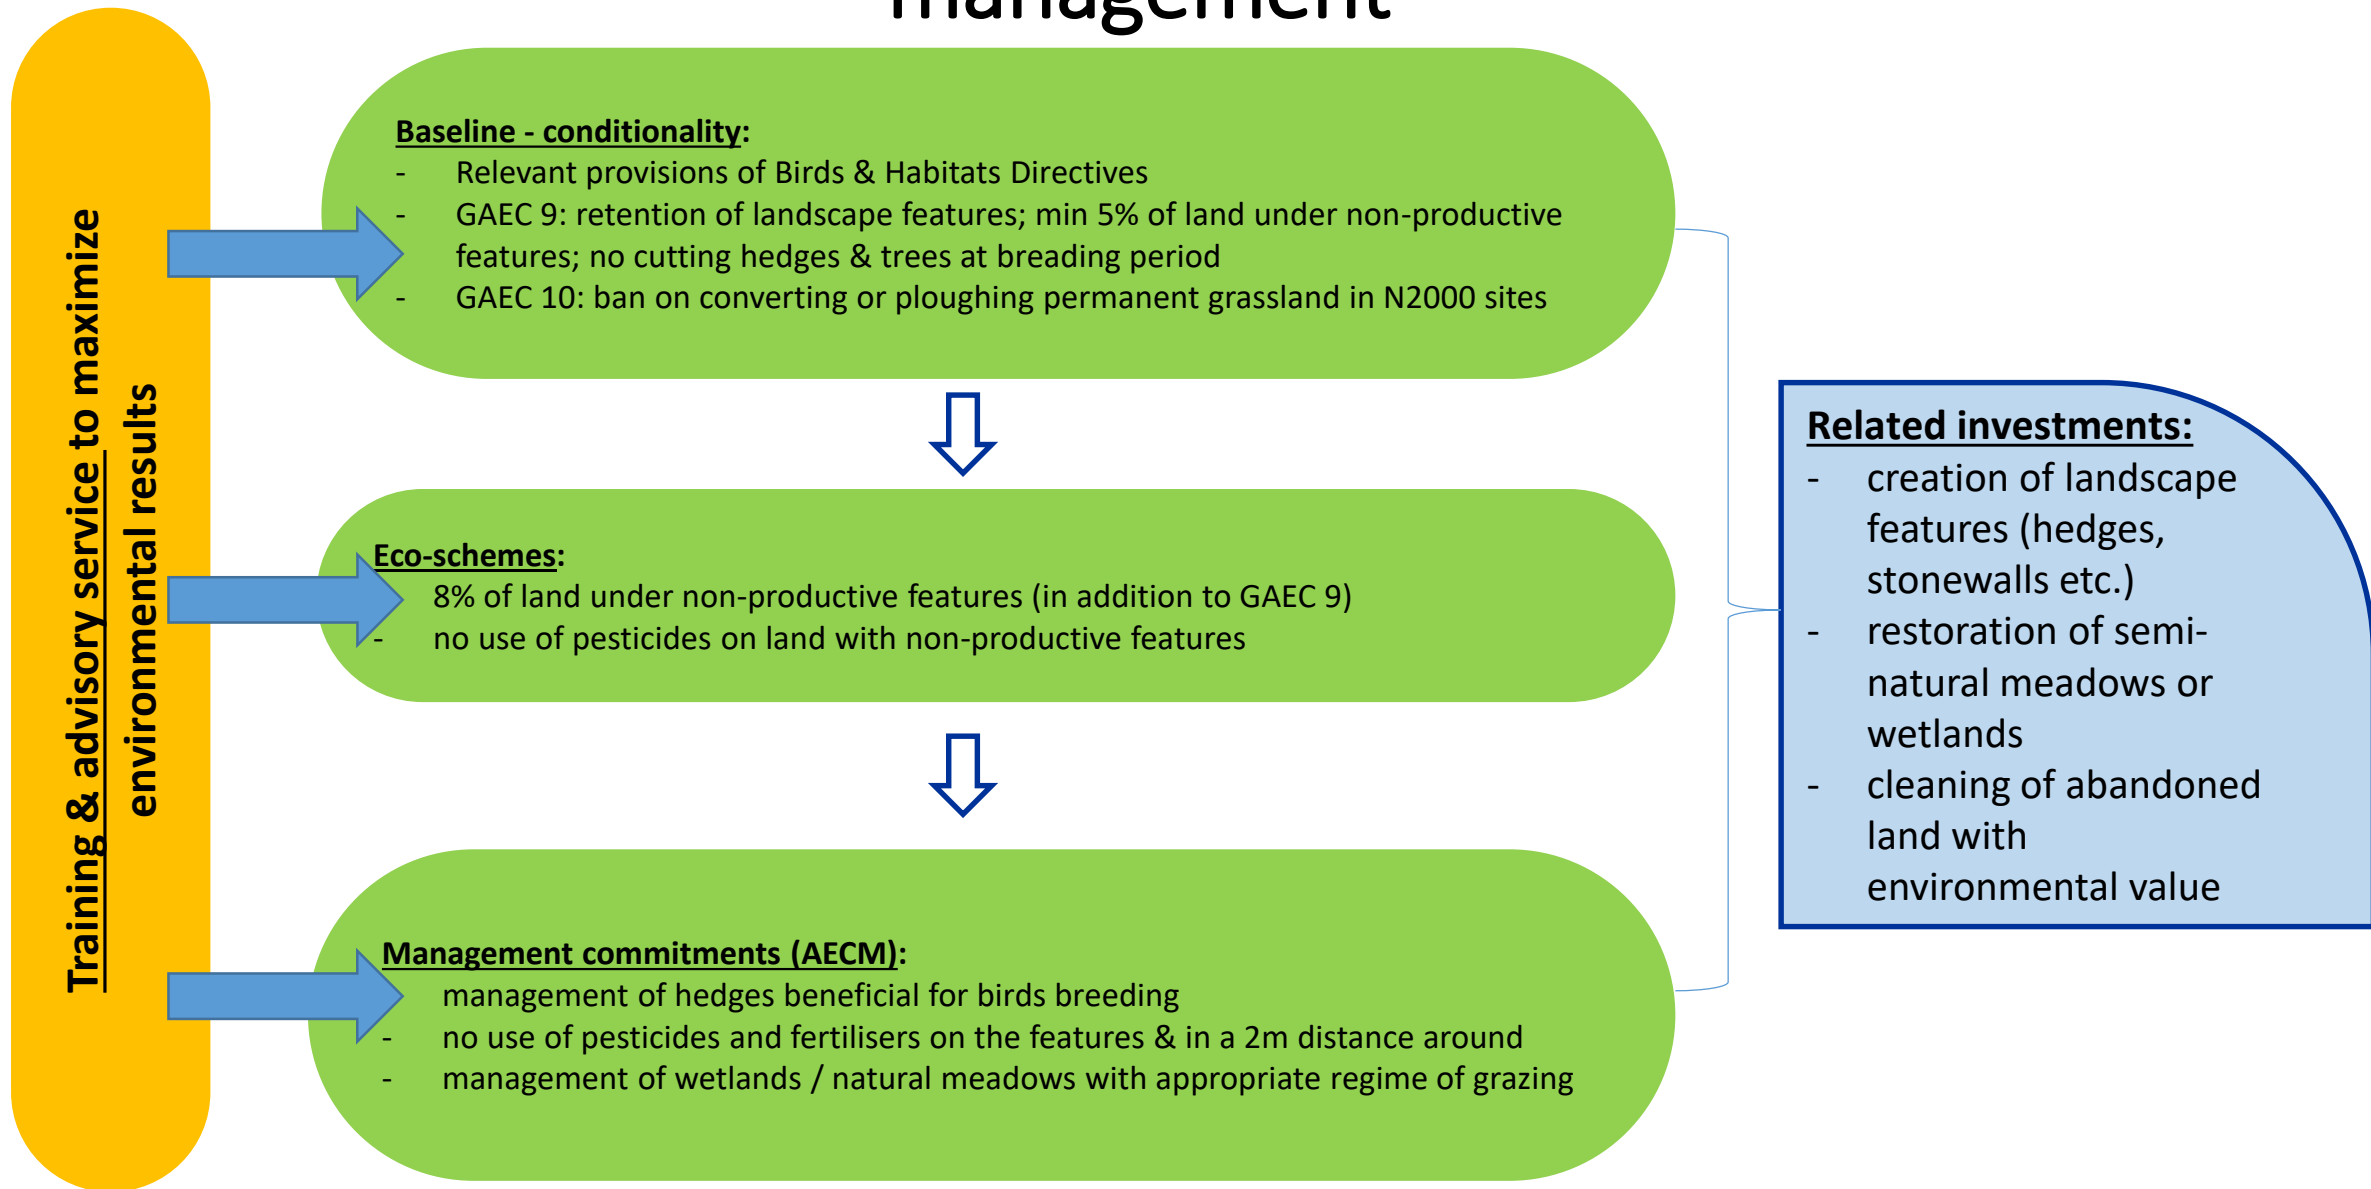 management
Training & advisory service to maximize
environmental results
Baseline - conditionality:
- Relevant provisions of Birds & Habitats Directives
- GAEC 9: retention of landscape features; min 5% of land under non-productive
features; no cutting hedges & trees at breading period
- GAEC 10: ban on converting or ploughing permanent grassland in N2000 sites
Eco-schemes:
8% of land under non-productive features (in addition to GAEC 9)
- no use of pesticides on land with non-productive features
Management commitments (AECM):
management of hedges beneficial for birds breeding
- no use of pesticides and fertilisers on the features & in a 2m distance around
- management of wetlands / natural meadows with appropriate regime of grazing
Related investments:
- creation of landscape
features (hedges,
stonewalls etc.)
- restoration of semi-
natural meadows or
wetlands
- cleaning of abandoned
land with
environmental value